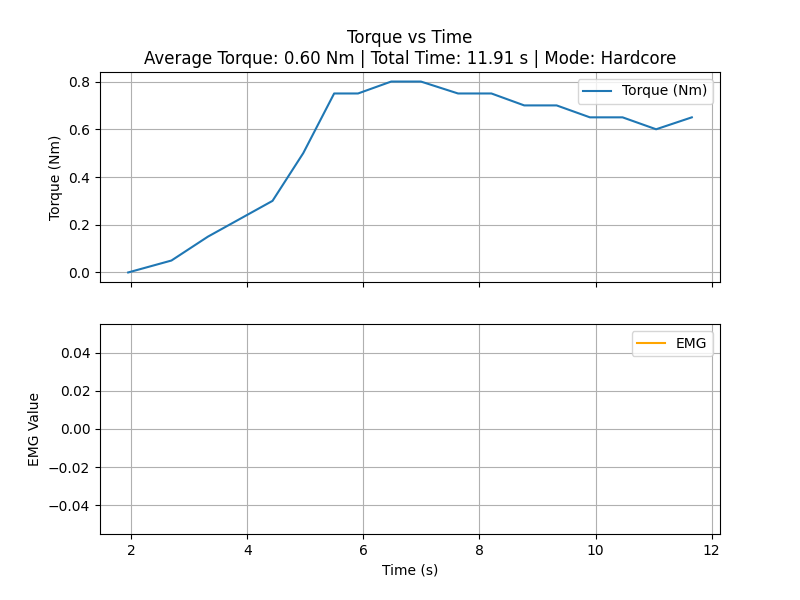 Torque vs Time
Average Torque: 0.60 Nm | Total Time: 11.91 s | Mode: Hardcore
Torque (Nm)
0.8
0.6
0.4
0.2
0.0
Torque (Nm)
EMG
0.04
0.02
0.00
−0.02
−0.04
EMG Value
2 4 6 8 10 12
Time (s)